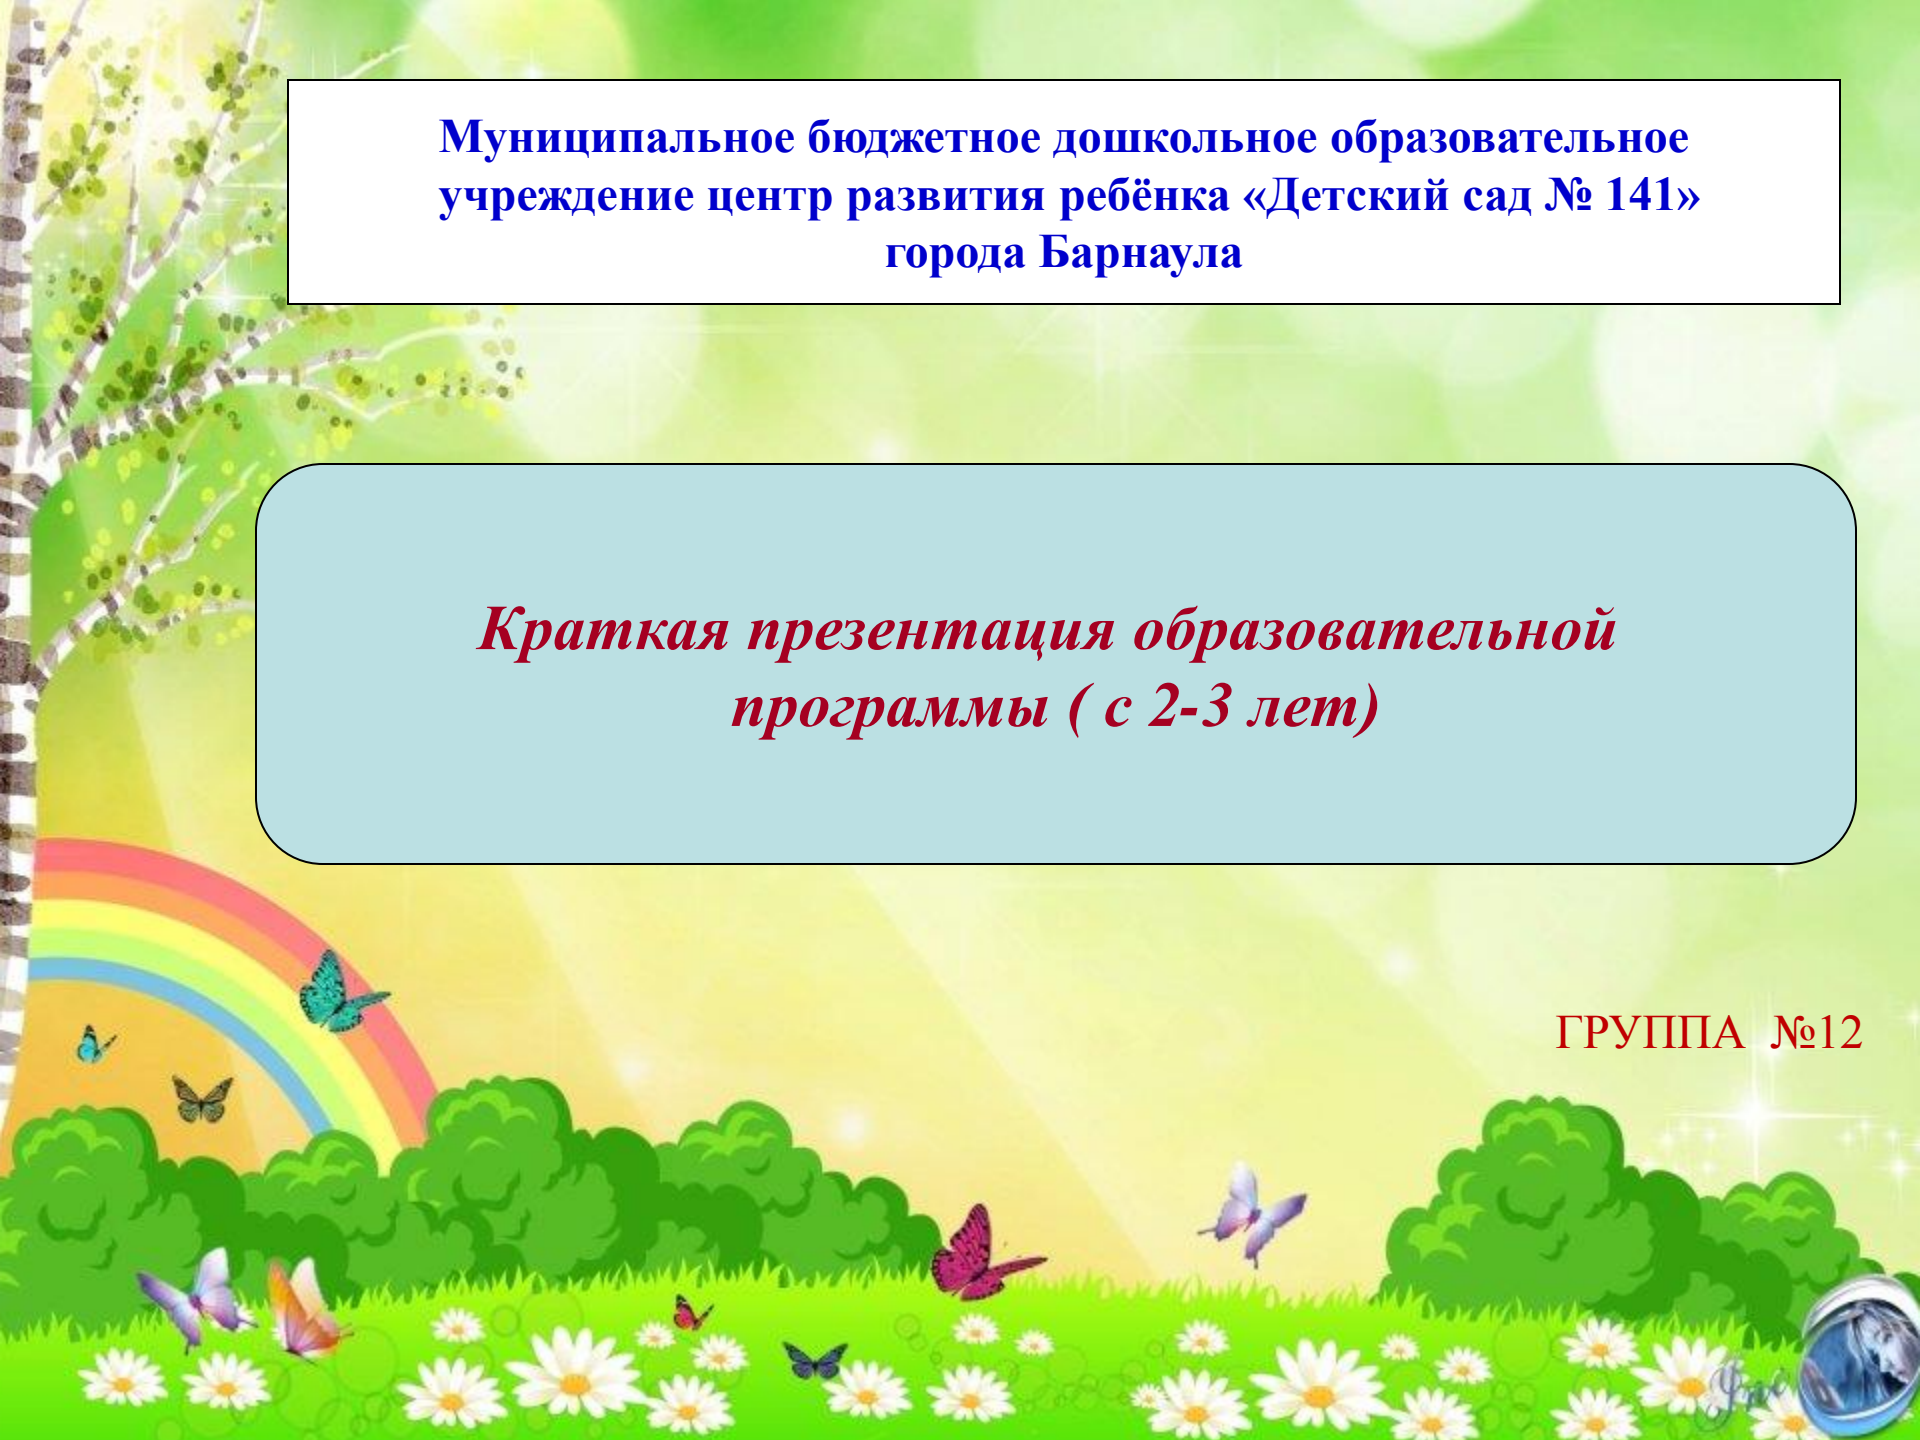 Муниципальное бюджетное дошкольное образовательное
учреждение центр развития ребёнка «Детский сад № 141»
города Барнаула
Краткая презентация образовательной
программы ( с 2-3 лет)
ГРУППА  №12